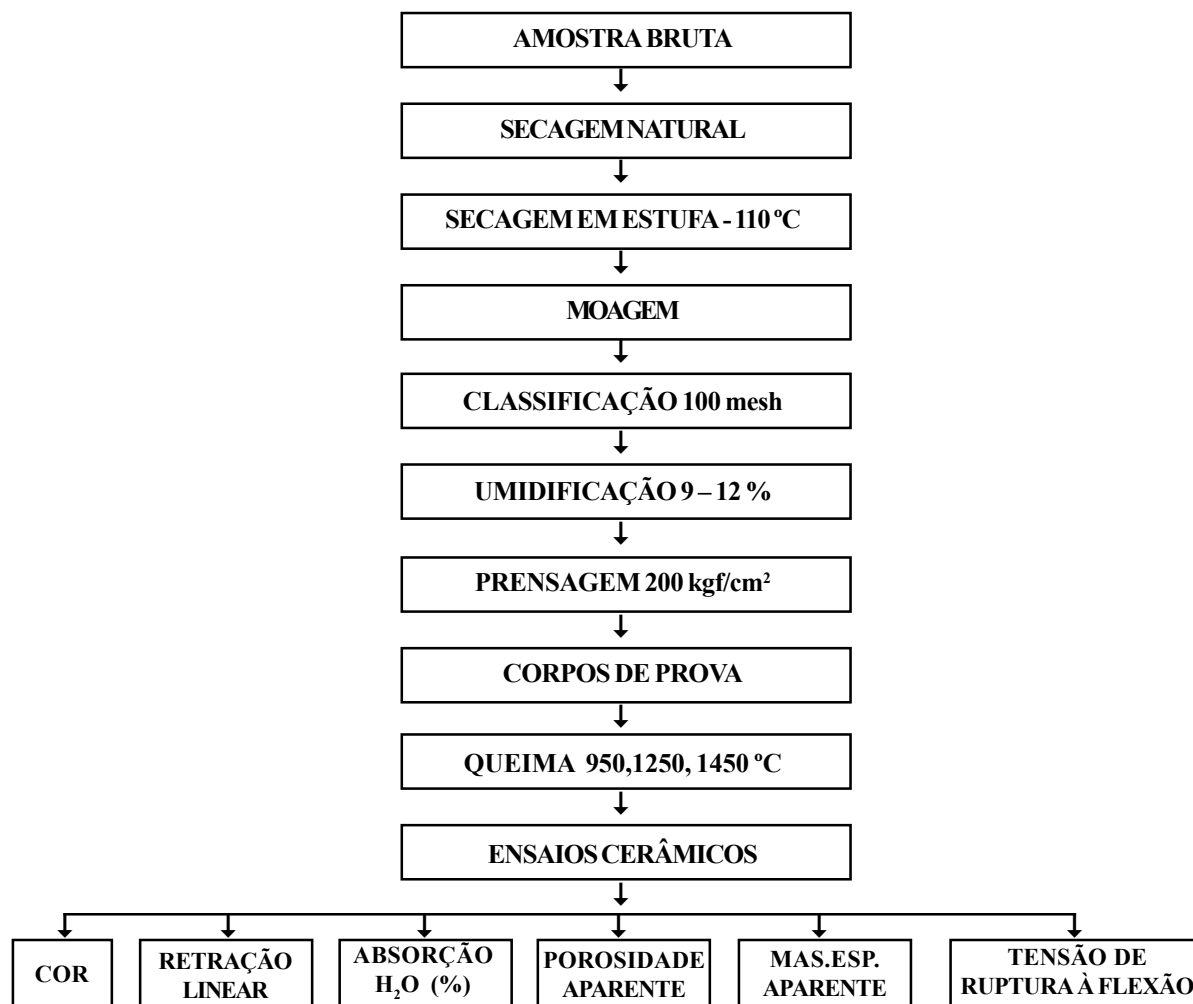 AMOSTRA BRUTA
SECAGEM NATURAL
SECAGEM EM ESTUFA - 110 ºC
MOAGEM
CLASSIFICAÇÃO 100 mesh
UMIDIFICAÇÃO 9 – 12 %
PRENSAGEM 200 kgf/cm²
CORPOS DE PROVA
QUEIMA 950,1250, 1450 ºC
ENSAIOS CERÂMICOS
COR
RETRAÇÃO
LINEAR
ABSORÇÃO
H₂O (%)
POROSIDADE
APARENTE
MAS.ESP.
APARENTE
TENSÃO DE
RUPTURA À FLEXÃO